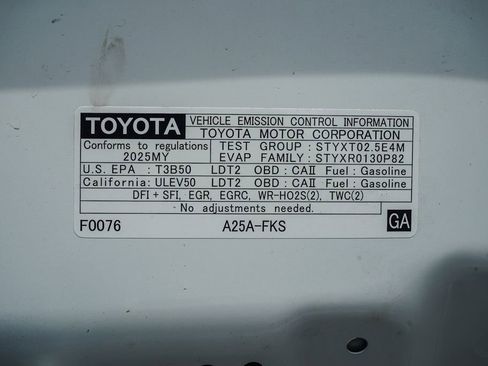 TOYOTA
VEHICLE EMISSION CONTROL INFORMATION
TOYOTA MOTOR CORPORATION
Conforms to regulations
2025MY
TEST GROUP : STYXT02.5E4M
EVAP FAMILY : STYXR0130P82
U.S. EPA : T3B50 LDT2 OBD : CAII Fuel : Gasoline
California: ULEV50 LDT2 OBD : CAII Fuel : Gasoline
DFI + SFI, EGR, EGRC, WR-HO2S(2), TWC(2)
No adjustments needed.
F0076 A25A-FKS GA